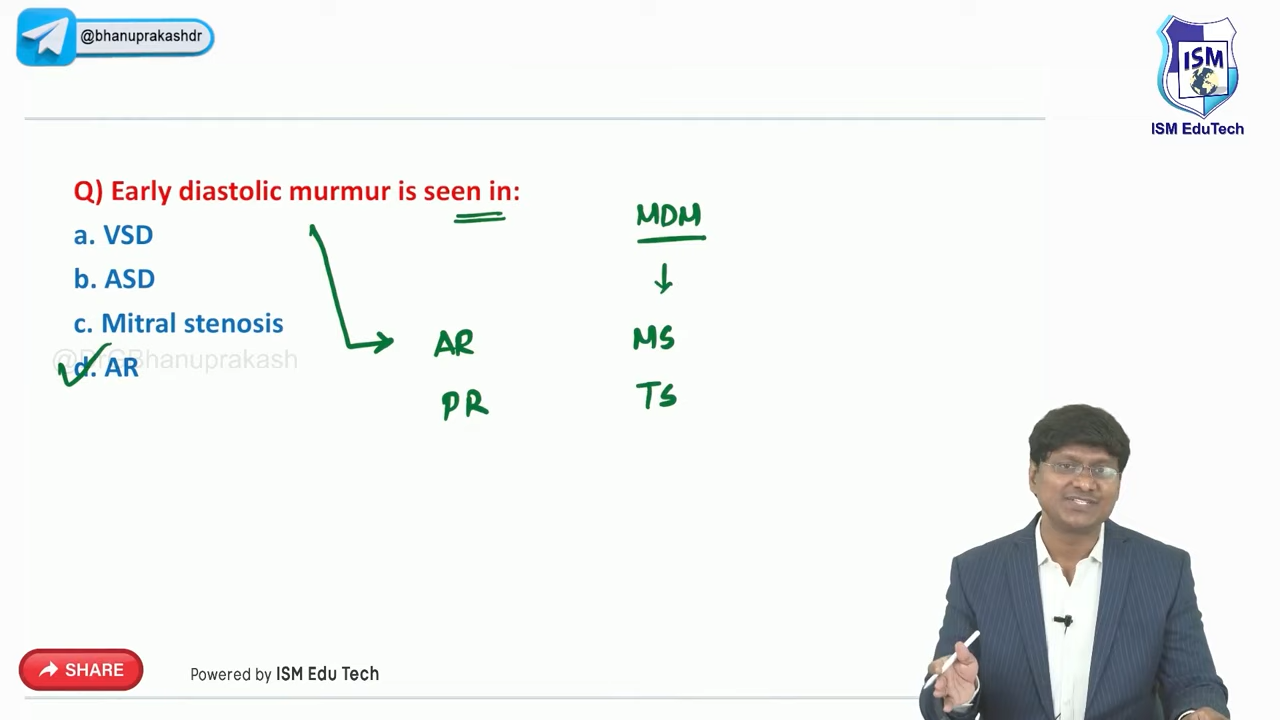 @bhanuprakashdr
ISM
ISM EduTech
Q) Early diastolic murmur is seen in:
a. VSD
b. ASD
c. Mitral stenosis
d. AR
@DrGBhanuprakash
MDM
AR
MS
PR
TS
SHARE
Powered by ISM Edu Tech